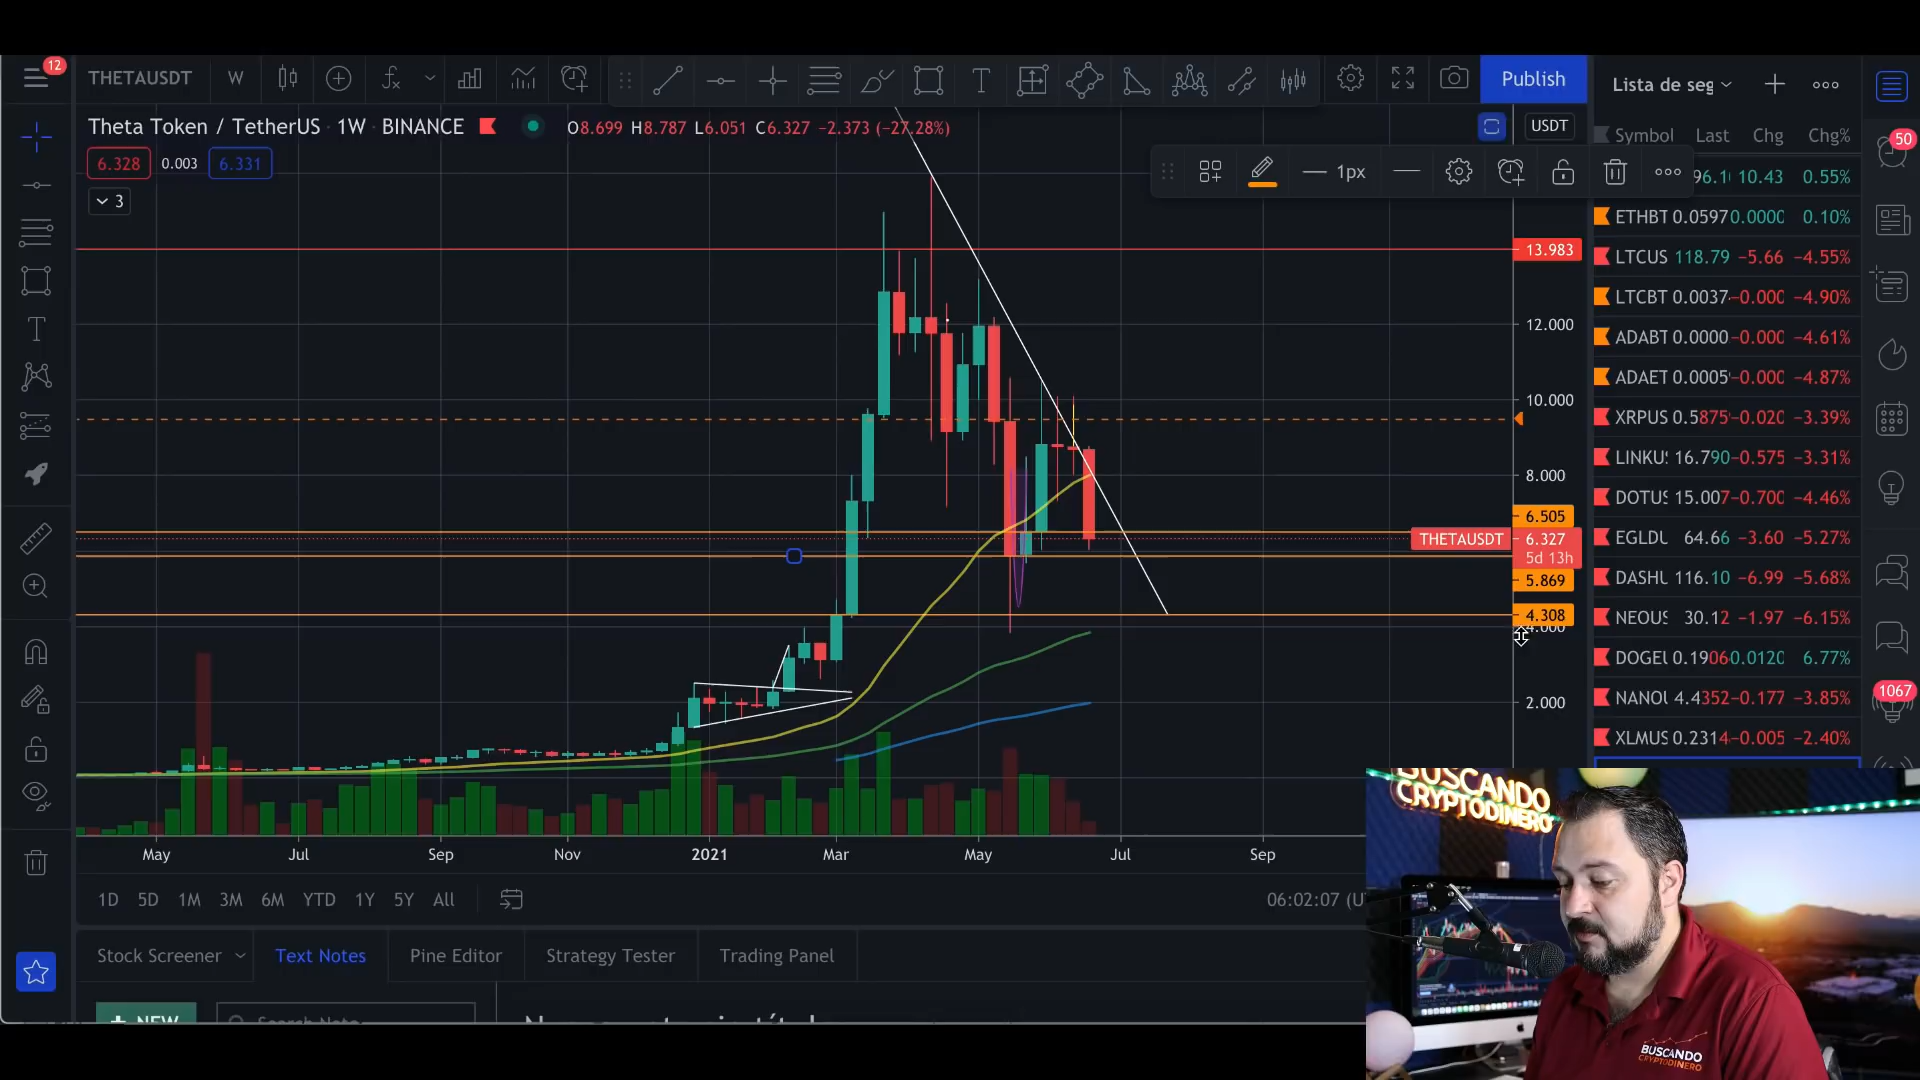 12
THETAUSDT
W
Publish
Lista de seg
Theta Token / TetherUS · 1W · BINANCE
O8.699 H8.787 L6.051 C6.327 −2.373 (−27.28%)
USDT
Symbol Last Chg Chg%
50
6.328 0.003 6.331
1px
3
96.1 10.43 0.55%
ETHBT 0.0597 0.0000 0.10%
LTCUS 118.79 −5.66 −4.55%
LTCBT 0.0037 −0.000 −4.90%
ADABT 0.0000 −0.000 −4.61%
ADAET 0.0005 −0.000 −4.87%
XRPUS 0.5875 −0.020 −3.39%
LINKU 16.790 −0.575 −3.31%
DOTUS 15.007 −0.700 −4.46%
EGLDU 64.66 −3.60 −5.27%
DASHU 116.10 −6.99 −5.68%
NEOUS 30.12 −1.97 −6.15%
DOGEU 0.1906 0.0120 6.77%
NANOU 4.4352 −0.177 −3.85%
XLMUS 0.2314 −0.005 −2.40%
1067
13.983
12.000
10.000
8.000
6.505
THETAUSDT 6.327
5d 13h
5.869
4.308
4.000
2.000
May Jul Sep Nov 2021 Mar May Jul Sep
1D 5D 1M 3M 6M YTD 1Y 5Y All
06:02:07 (U
Stock Screener Text Notes Pine Editor Strategy Tester Trading Panel
+ NEW
Search Note
BUSCANDO
CRYPTODINERO
BUSCANDO
CRYPTODINERO